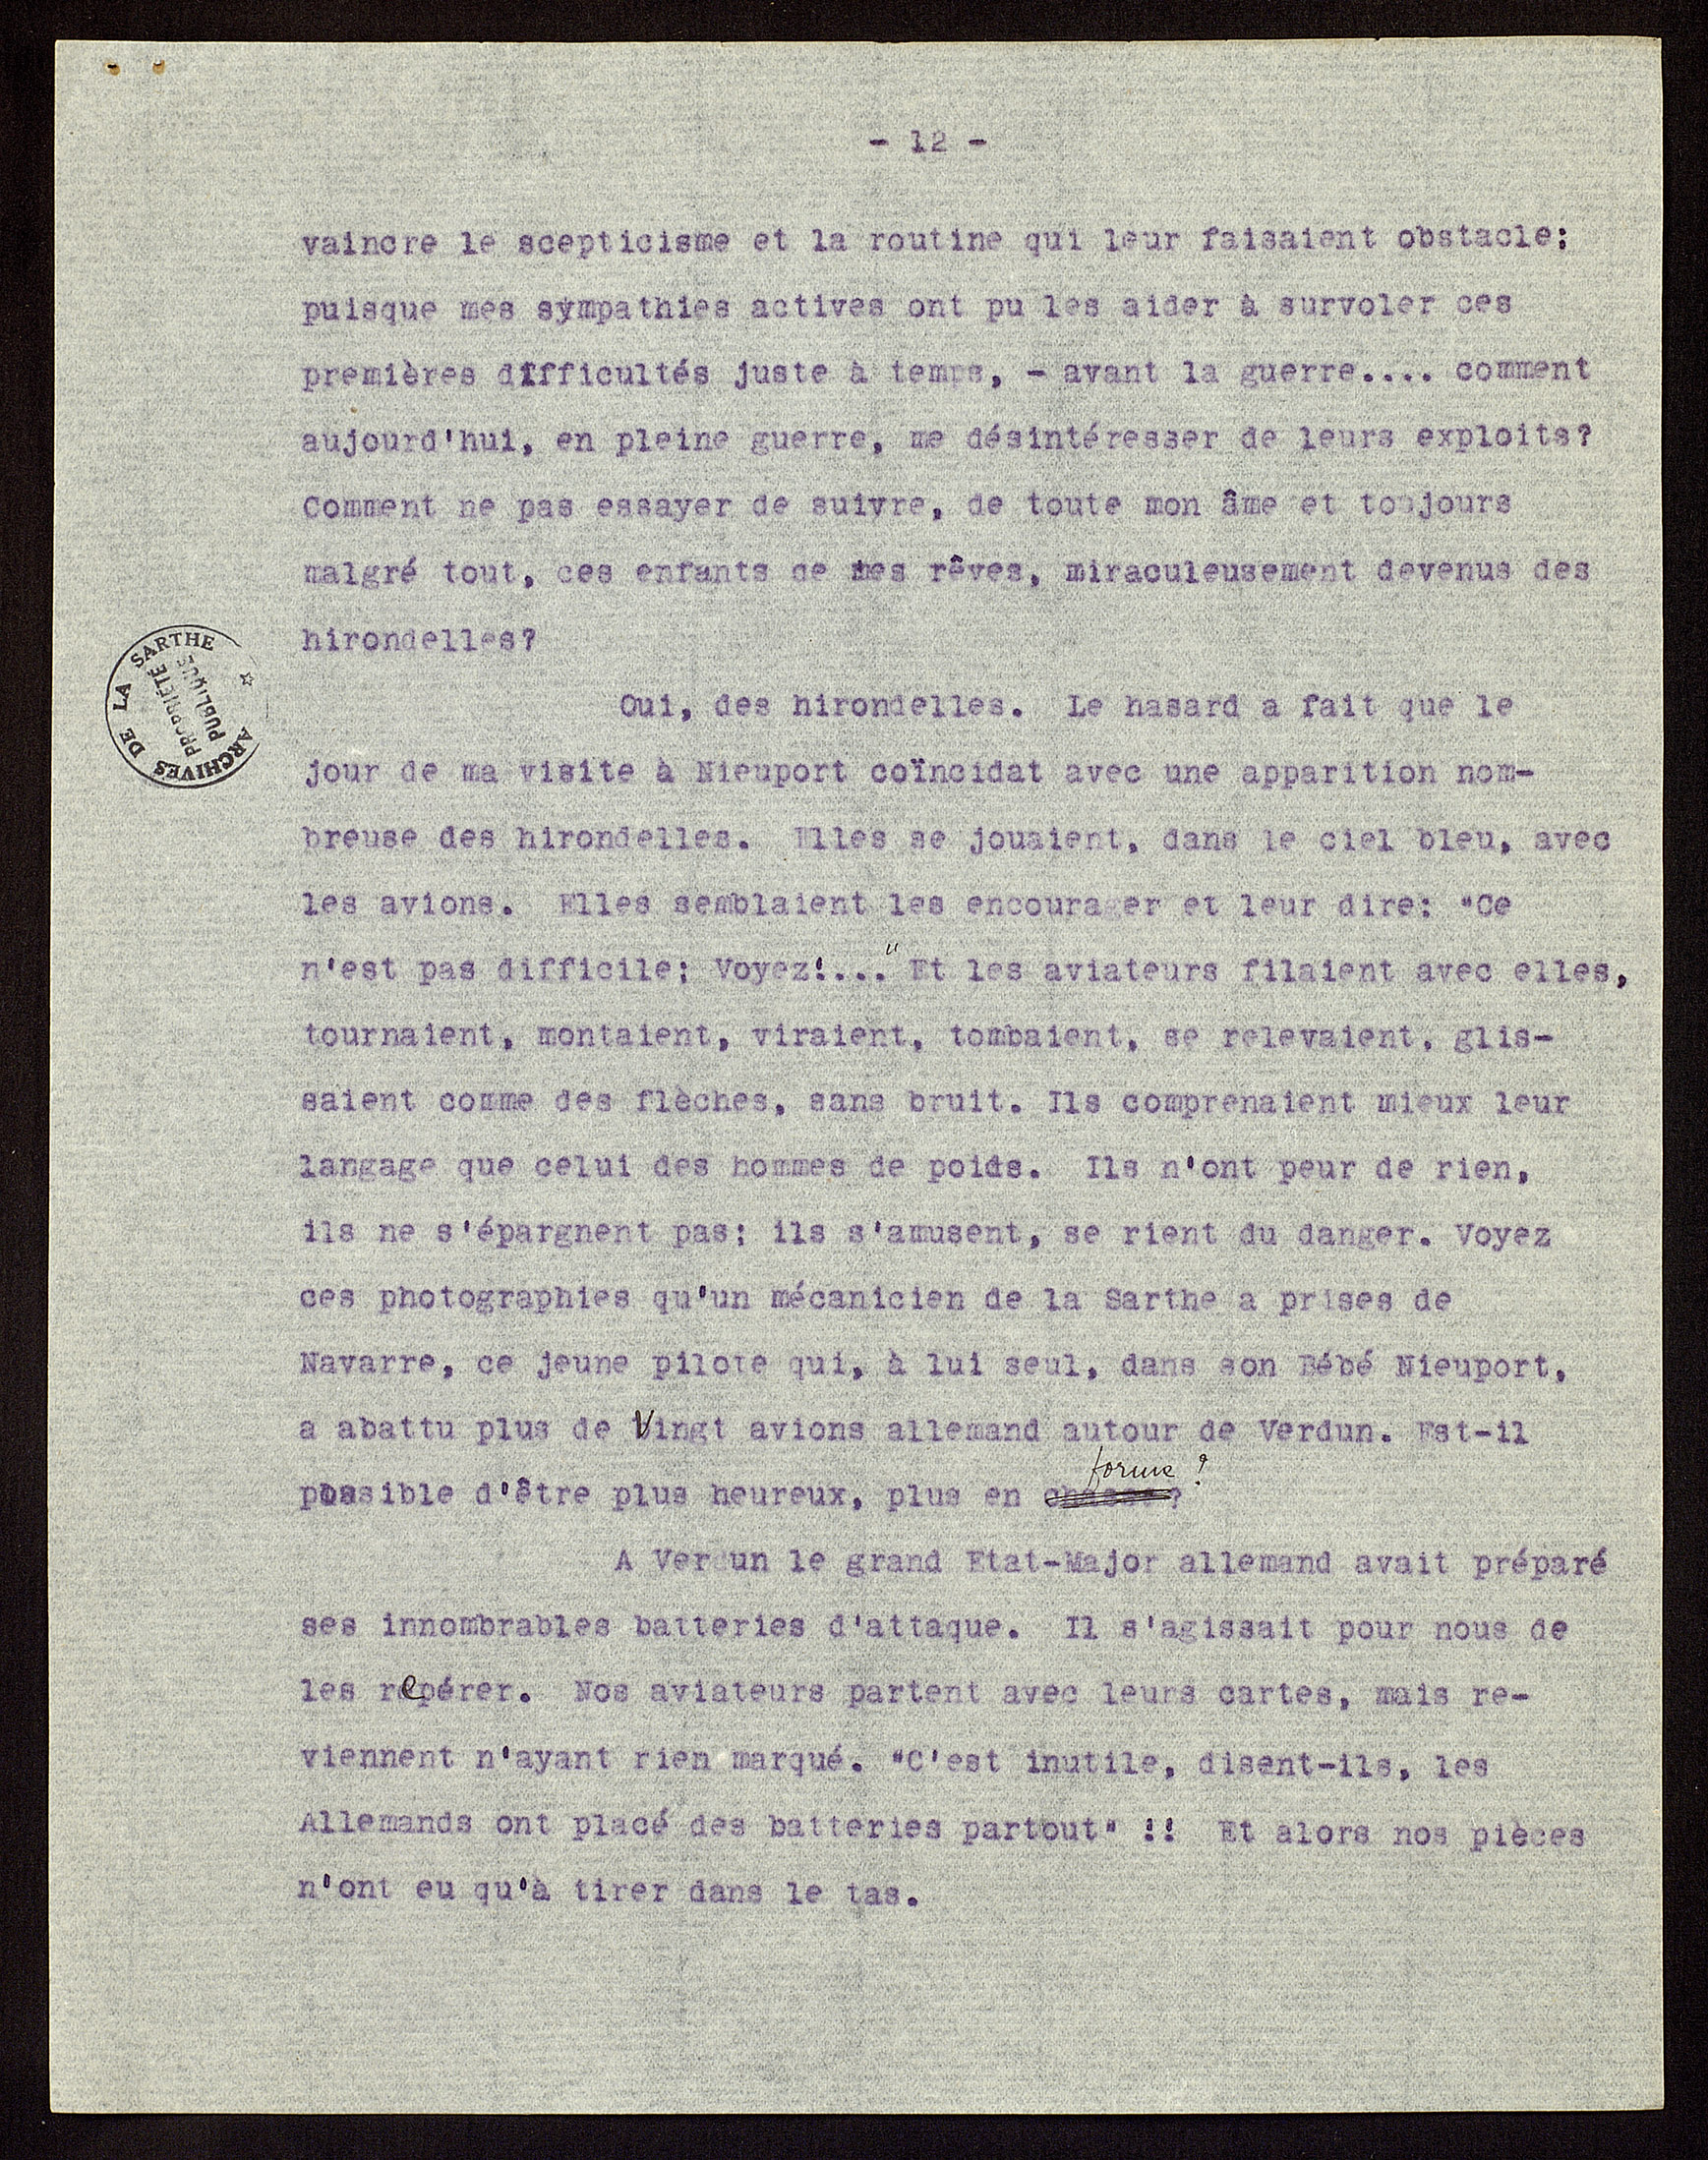 - 12 -
vaincre le scepticisme et la routine qui leur faisaient obstacle;
puisque mes sympathies actives ont pu les aider à survoler ces
premières difficultés juste à temps, - avant la guerre.... comment
aujourd'hui, en pleine guerre, me désintéresser de leurs exploits?
Comment ne pas essayer de suivre, de toute mon âme et toujours
malgré tout, ces enfants de mes rêves, miraculeusement devenus des
hirondelles?
Oui, des hirondelles. Le hasard a fait que le
jour de ma visite à Nieuport coïncidat avec une apparition nom-
breuse des hirondelles. Elles se jouaient, dans le ciel bleu, avec
les avions. Elles semblaient les encourager et leur dire: "Ce
n'est pas difficile; Voyez!..." Et les aviateurs filaient avec elles,
tournaient, montaient, viraient, tombaient, se relevaient, glis-
saient comme des flèches, sans bruit. Ils comprenaient mieux leur
langage que celui des hommes de poids. Ils n'ont peur de rien,
ils ne s'épargnent pas; ils s'amusent, se rient du danger. Voyez
ces photographies qu'un mécanicien de la Sarthe a prises de
Navarre, ce jeune pilote qui, à lui seul, dans son Bébé Nieuport,
a abattu plus de Vingt avions allemand autour de Verdun. Est-il
possible d'être plus heureux, plus en forme ?
A Verdun le grand Etat-Major allemand avait préparé
ses innombrables batteries d'attaque. Il s'agissait pour nous de
les repérer. Nos aviateurs partent avec leurs cartes, mais re-
viennent n'ayant rien marqué. "C'est inutile, disent-ils, les
Allemands ont placé des batteries partout" !! Et alors nos pièces
n'ont eu qu'à tirer dans le tas.
ARCHIVES DE LA SARTHE
PROPRIÉTÉ
PUBLIQUE